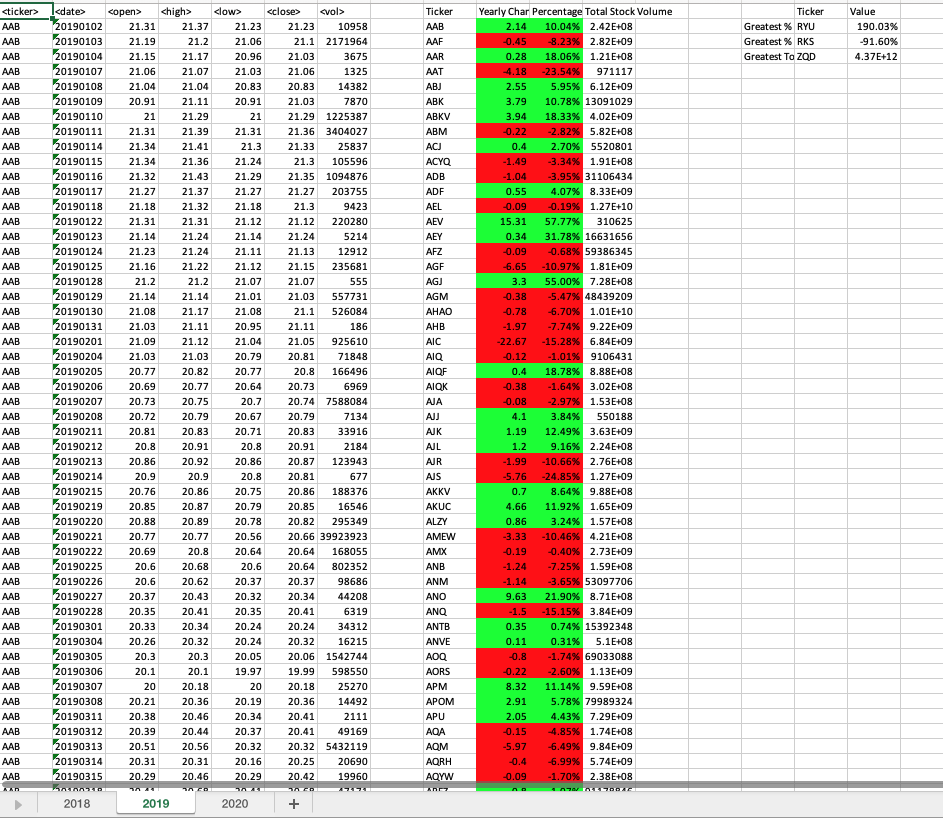 <ticker> <date> <open> <high> <low> <close> <vol> Ticker Yearly Char Percentage Total Stock Volume Ticker Value
AAB 20190102 21.31 21.37 21.23 21.23 10958 AAB 2.14 10.04% 2.42E+08 Greatest % RYU 190.03%
AAB 20190103 21.19 21.2 21.06 21.1 2171964 AAF -0.45 -8.23% 2.82E+09 Greatest % RKS -91.60%
AAB 20190104 21.15 21.17 20.96 21.03 3675 AAR 0.28 18.06% 1.21E+08 Greatest To ZQD 4.37E+12
AAB 20190107 21.06 21.07 21.03 21.06 1325 AAT -4.18 -23.54% 971117
AAB 20190108 21.04 21.04 20.83 20.83 14382 ABJ 2.55 5.95% 6.12E+09
AAB 20190109 20.91 21.11 20.91 21.03 7870 ABK 3.79 10.78% 13091029
AAB 20190110 21 21.29 21 21.29 1225387 ABKV 3.94 18.33% 4.02E+09
AAB 20190111 21.31 21.39 21.31 21.36 3404027 ABM -0.22 -2.82% 5.82E+08
AAB 20190114 21.34 21.41 21.3 21.33 25837 ACJ 0.4 2.70% 5520801
AAB 20190115 21.34 21.36 21.24 21.3 105596 ACYQ -1.49 -3.34% 1.91E+08
AAB 20190116 21.32 21.43 21.29 21.35 1094876 ADB -1.04 -3.95% 31106434
AAB 20190117 21.27 21.37 21.27 21.27 203755 ADF 0.55 4.07% 8.33E+09
AAB 20190118 21.18 21.32 21.18 21.3 9423 AEL -0.09 -0.19% 1.27E+10
AAB 20190122 21.31 21.31 21.12 21.12 220280 AEV 15.31 57.77% 310625
AAB 20190123 21.14 21.24 21.14 21.24 5214 AEY 0.34 31.78% 16631656
AAB 20190124 21.23 21.24 21.11 21.13 12912 AFZ -0.09 -0.68% 59386345
AAB 20190125 21.16 21.22 21.12 21.15 235681 AGF -6.65 -10.97% 1.81E+09
AAB 20190128 21.2 21.2 21.07 21.07 555 AGJ 3.3 55.00% 7.28E+08
AAB 20190129 21.14 21.14 21.01 21.03 557731 AGM -0.38 -5.47% 48439209
AAB 20190130 21.08 21.17 21.08 21.1 526084 AHAO -0.78 -6.70% 1.01E+10
AAB 20190131 21.03 21.11 20.95 21.11 186 AHB -1.97 -7.74% 9.22E+09
AAB 20190201 21.09 21.12 21.04 21.05 925610 AIC -22.67 -15.28% 6.84E+09
AAB 20190204 21.03 21.03 20.79 20.81 71848 AIQ -0.12 -1.01% 9106431
AAB 20190205 20.77 20.82 20.77 20.8 166496 AIQF 0.4 18.78% 8.88E+08
AAB 20190206 20.69 20.77 20.64 20.73 6969 AIQK -0.38 -1.64% 3.02E+08
AAB 20190207 20.73 20.75 20.7 20.74 7588084 AJA -0.08 -2.97% 1.53E+08
AAB 20190208 20.72 20.79 20.67 20.79 7134 AJJ 4.1 3.84% 550188
AAB 20190211 20.81 20.83 20.71 20.83 33916 AJK 1.19 12.49% 3.63E+09
AAB 20190212 20.8 20.91 20.8 20.91 2184 AJL 1.2 9.16% 2.24E+08
AAB 20190213 20.86 20.92 20.86 20.87 123943 AJR -1.99 -10.66% 2.76E+08
AAB 20190214 20.9 20.9 20.8 20.81 677 AJS -5.76 -24.85% 1.27E+09
AAB 20190215 20.76 20.86 20.75 20.86 188376 AKKV 0.7 8.64% 9.88E+08
AAB 20190219 20.85 20.87 20.79 20.85 16546 AKUC 4.66 11.92% 1.65E+09
AAB 20190220 20.88 20.89 20.78 20.82 295349 ALZY 0.86 3.24% 1.57E+08
AAB 20190221 20.77 20.77 20.56 20.66 39923923 AMEW -3.33 -10.46% 4.21E+08
AAB 20190222 20.69 20.8 20.64 20.64 168055 AMX -0.19 -0.40% 2.73E+09
AAB 20190225 20.6 20.68 20.6 20.64 802352 ANB -1.24 -7.25% 1.59E+08
AAB 20190226 20.6 20.62 20.37 20.37 98686 ANM -1.14 -3.65% 53097706
AAB 20190227 20.37 20.43 20.32 20.34 44208 ANO 9.63 21.90% 8.71E+08
AAB 20190228 20.35 20.41 20.35 20.41 6319 ANQ -1.5 -15.15% 3.84E+09
AAB 20190301 20.33 20.34 20.24 20.24 34312 ANTB 0.35 0.74% 15392348
AAB 20190304 20.26 20.32 20.24 20.32 16215 ANVE 0.11 0.31% 5.1E+08
AAB 20190305 20.3 20.3 20.05 20.06 1542744 AOQ -0.8 -1.74% 69033088
AAB 20190306 20.1 20.1 19.97 19.99 598550 AORS -0.22 -2.60% 1.13E+09
AAB 20190307 20 20.18 20 20.18 25270 APM 8.32 11.14% 9.59E+08
AAB 20190308 20.21 20.36 20.19 20.36 14492 APOM 2.91 5.78% 79989324
AAB 20190311 20.38 20.46 20.34 20.41 2111 APU 2.05 4.43% 7.29E+09
AAB 20190312 20.39 20.44 20.37 20.41 49169 AQA -0.15 -4.85% 1.74E+08
AAB 20190313 20.51 20.56 20.32 20.32 5432119 AQM -5.97 -6.49% 9.84E+08
AAB 20190314 20.31 20.31 20.16 20.25 20690 AQRH -0.4 -6.99% 5.74E+09
AAB 20190315 20.29 20.46 20.29 20.42 19960 AQYW -0.09 -1.70% 2.38E+08
2018 2019 2020 +